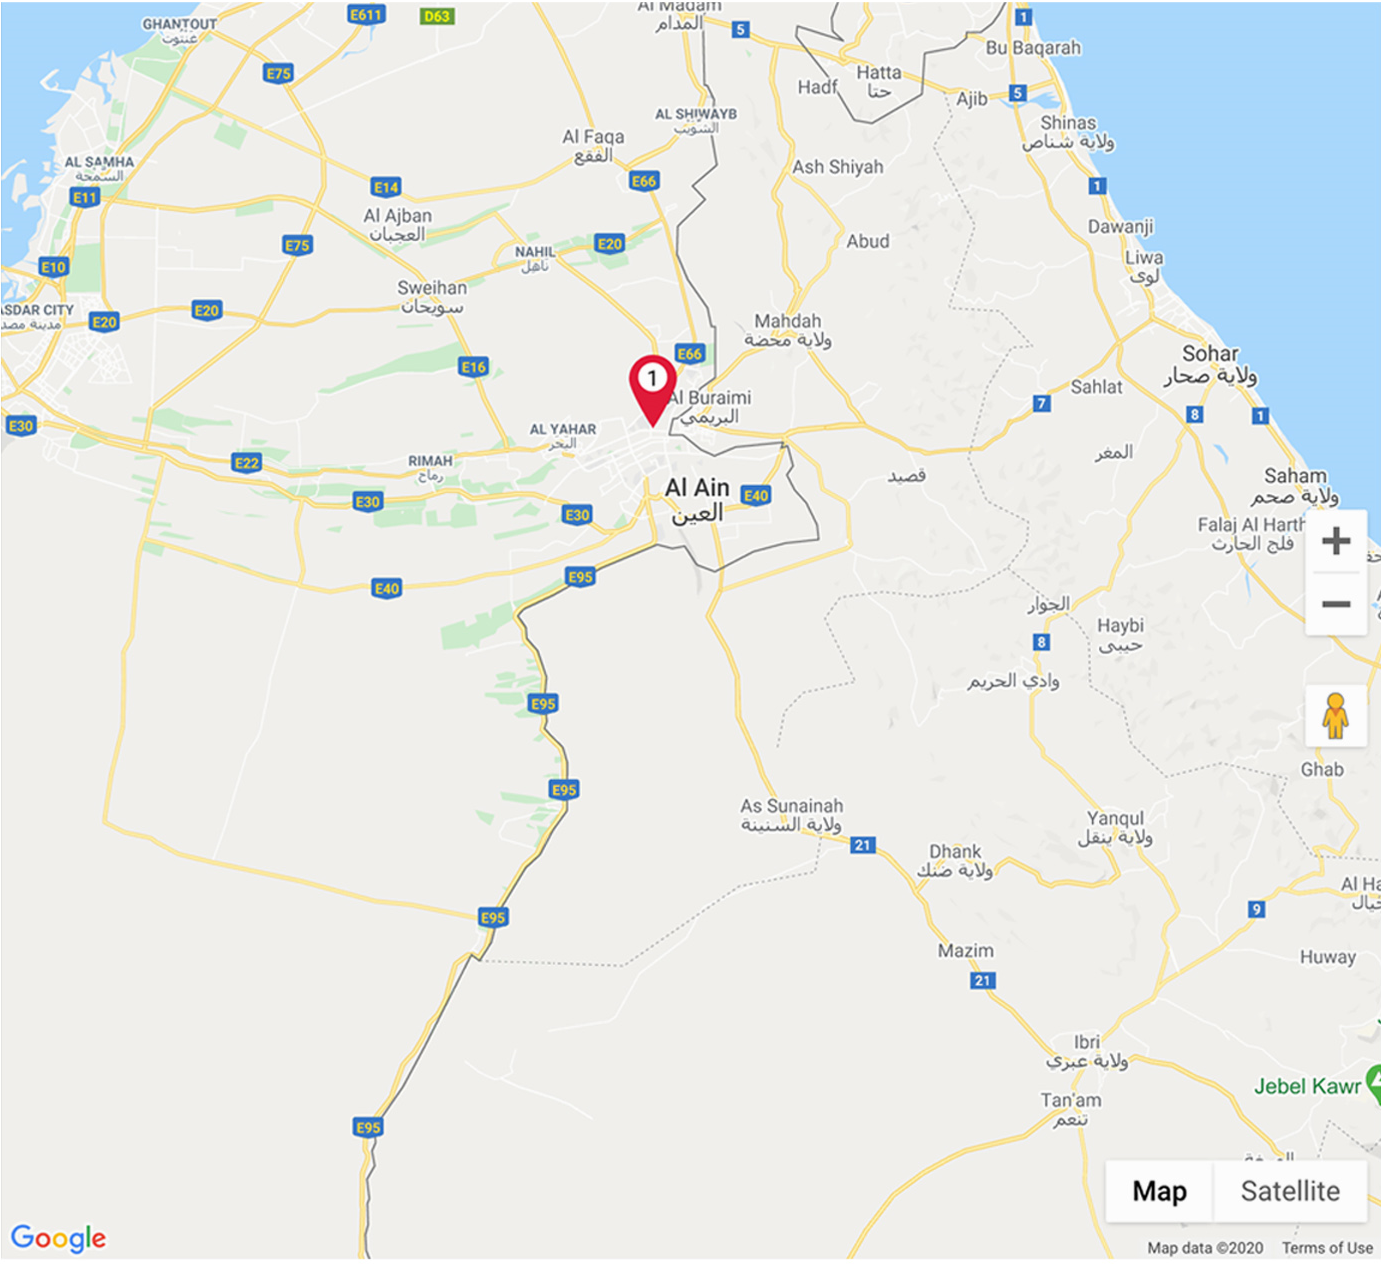 E611
D63
Al Madam
المدام
GHANTOUT
غنتوت
5
1
Bu Baqarah
E75
Hadf
Hatta
حتا
Ajib
5
AL SHIWAYB
الشويب
Al Faqa
الفقع
Shinas
ولاية شناص
AL SAMHA
السمحة
E11
E14
E66
Ash Shiyah
1
Al Ajban
العجبان
Dawanji
E75
NAHIL
ناهل
E20
Abud
Liwa
لوى
E10
Sweihan
سويحان
ASDAR CITY
مدينة مصد
E20
E20
Mahdah
ولاية محضة
E16
E66
1
Sohar
ولاية صحار
Al Buraimi
البريمي
Sahlat
7
8
1
E30
AL YAHAR
اليحر
E22
RIMAH
رماح
المغر
قصيد
E30
Al Ain
العين
E40
E30
Saham
ولاية صحم
Falaj Al Harth
فلج الحارث
E40
E95
الجوار
Haybi
حيبي
8
وادي الحريم
E95
Ghab
E95
As Sunainah
ولاية السنينة
21
Yanqul
ولاية ينقل
Dhank
ولاية ضنك
Al Ha
E95
9
Mazim
Huway
21
Ibri
ولاية عبري
Jebel Kawr
Tan'am
تنعم
E95
Map
Satellite
Google
Map data ©2020
Terms of Use